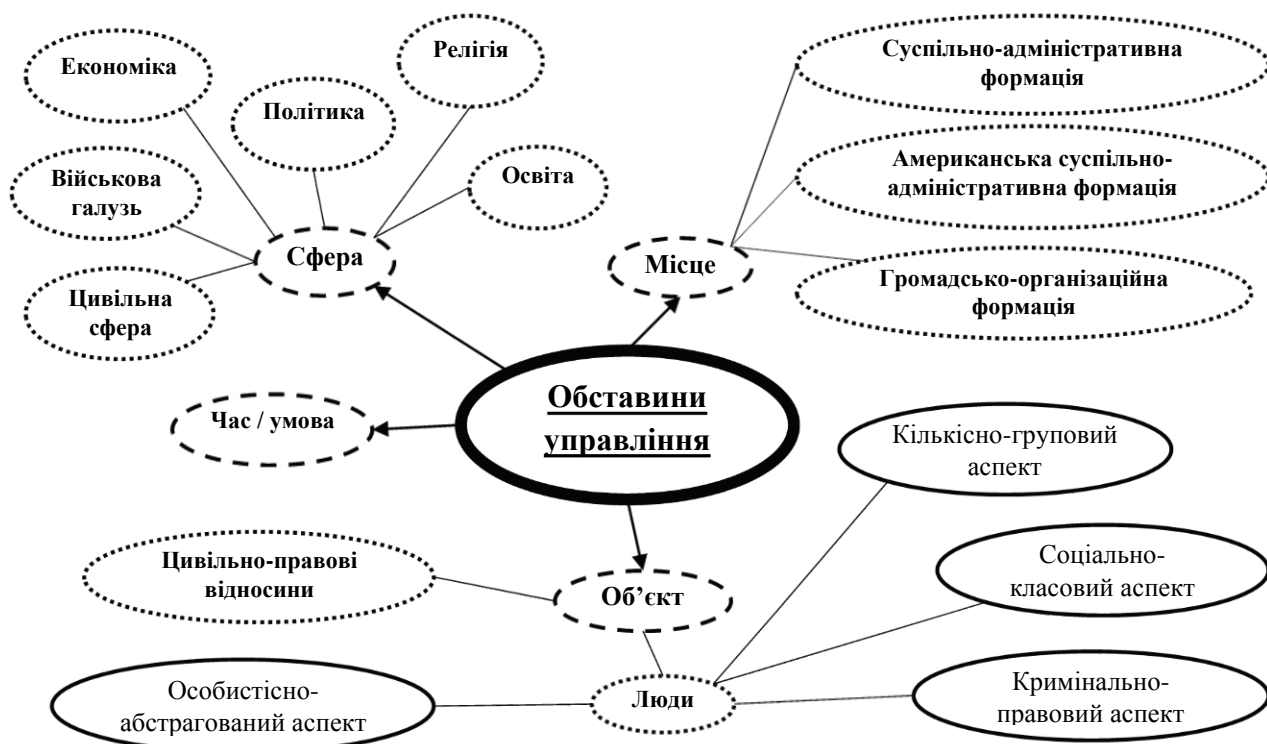 Економіка
Релігія
Політика
Військова
галузь
Освіта
Сфера
Цивільна
сфера
Суспільно-адміністративна
формація
Американська суспільно-
адміністративна формація
Місце
Громадсько-організаційна
формація
Обставини
управління
Час / умова
Кількісно-груповий
аспект
Цивільно-правові
відносини
Об’єкт
Соціально-
класовий аспект
Особистісно-
абстрагований аспект
Люди
Кримінально-
правовий аспект